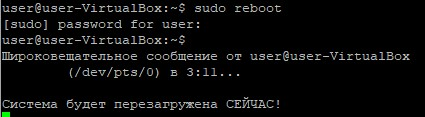 user@user-VirtualBox:~$ sudo reboot
[sudo] password for user:
user@user-VirtualBox:~$
Широковещательное сообщение от user@user-VirtualBox
(/dev/pts/0) в 3:11...
Система будет перезагружена СЕЙЧАС!